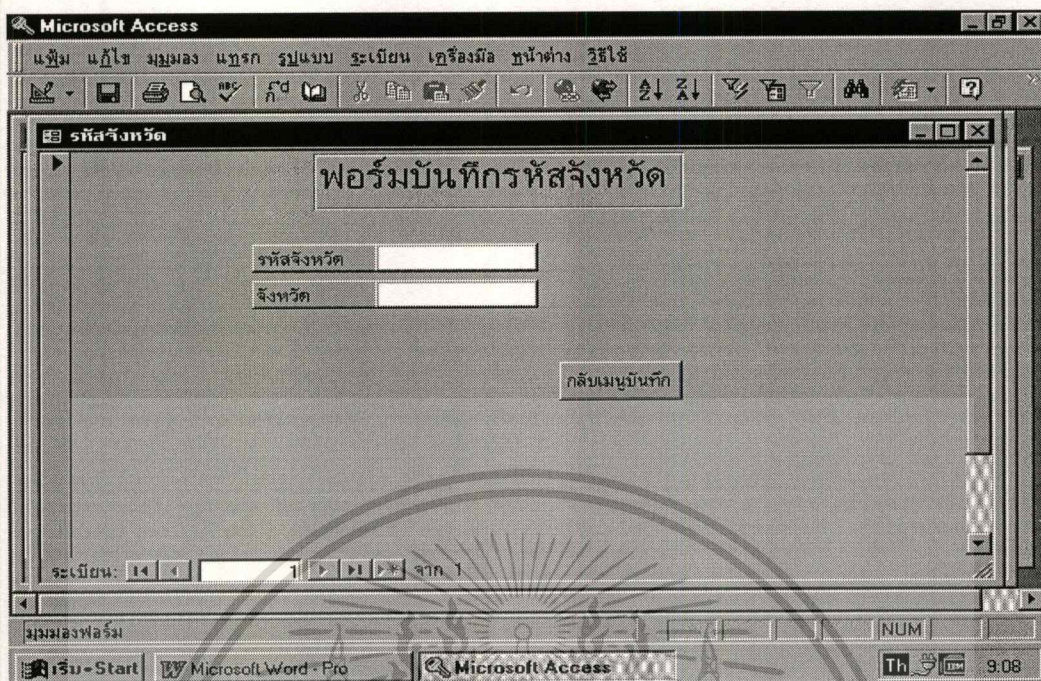 Microsoft Access
แฟ้ม แก้ไข มุมมอง แทรก รูปแบบ ระเบียน เครื่องมือ หน้าต่าง วิธีใช้
รหัสจังหวัด
ฟอร์มบันทึกรหัสจังหวัด
รหัสจังหวัด
จังหวัด
กลับเมนูบันทึก
ระเบียน: 1 จาก 1
มุมมองฟอร์ม NUM
เริ่ม-Start Microsoft Word - Pro Microsoft Access Th 9:08